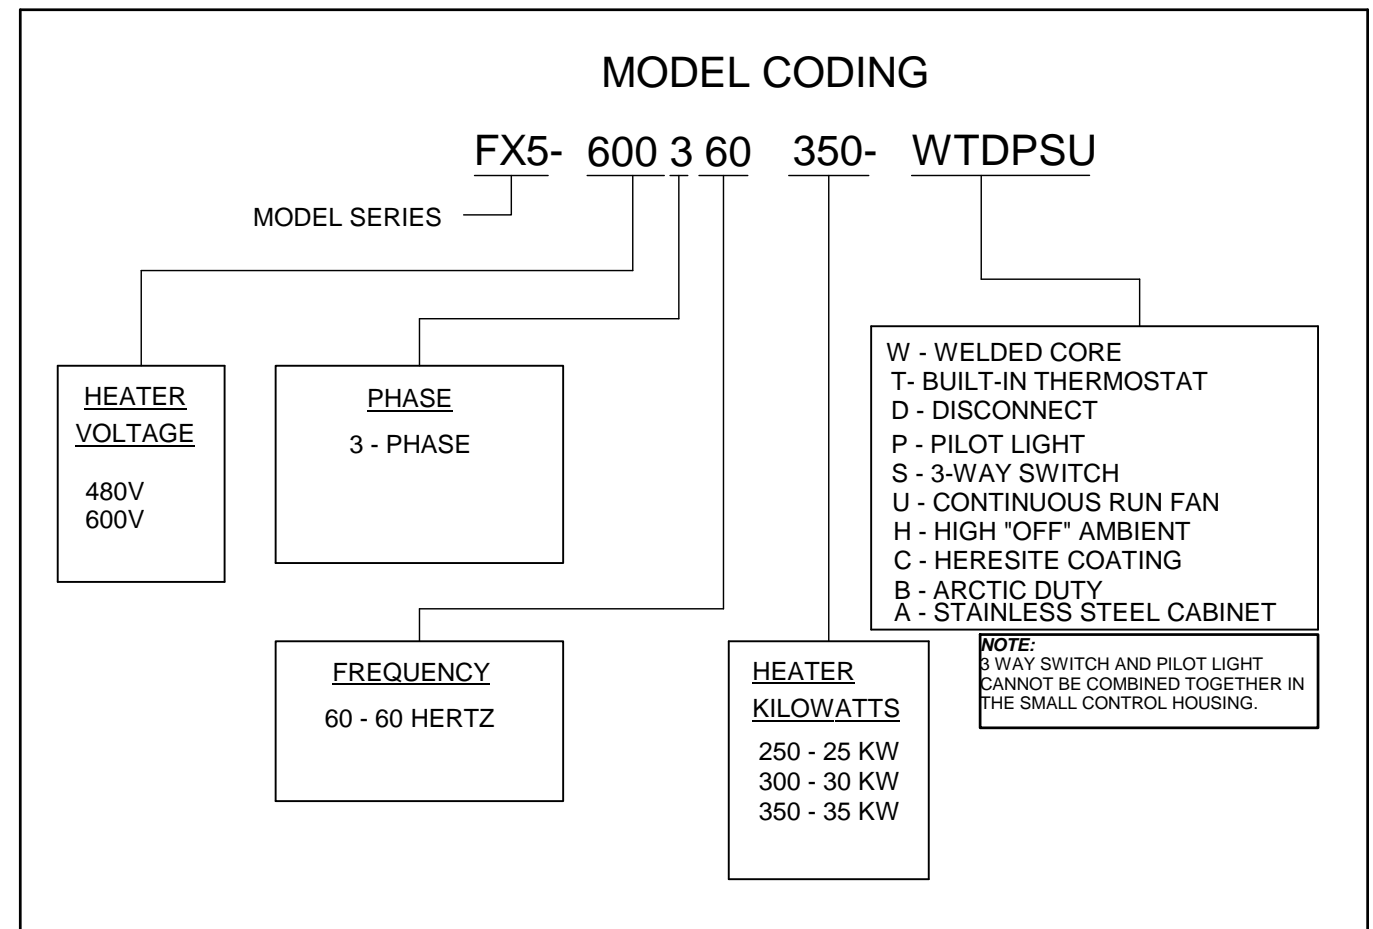 MODEL CODING
FX5- 600 3 60 350- WTDPSU
MODEL SERIES
HEATER
VOLTAGE
480V
600V
PHASE
3 - PHASE
FREQUENCY
60 - 60 HERTZ
HEATER
KILOWATTS
250 - 25 KW
300 - 30 KW
350 - 35 KW
W - WELDED CORE
T- BUILT-IN THERMOSTAT
D - DISCONNECT
P - PILOT LIGHT
S - 3-WAY SWITCH
U - CONTINUOUS RUN FAN
H - HIGH "OFF" AMBIENT
C - HERESITE COATING
B - ARCTIC DUTY
A - STAINLESS STEEL CABINET
NOTE:
3 WAY SWITCH AND PILOT LIGHT
CANNOT BE COMBINED TOGETHER IN
THE SMALL CONTROL HOUSING.